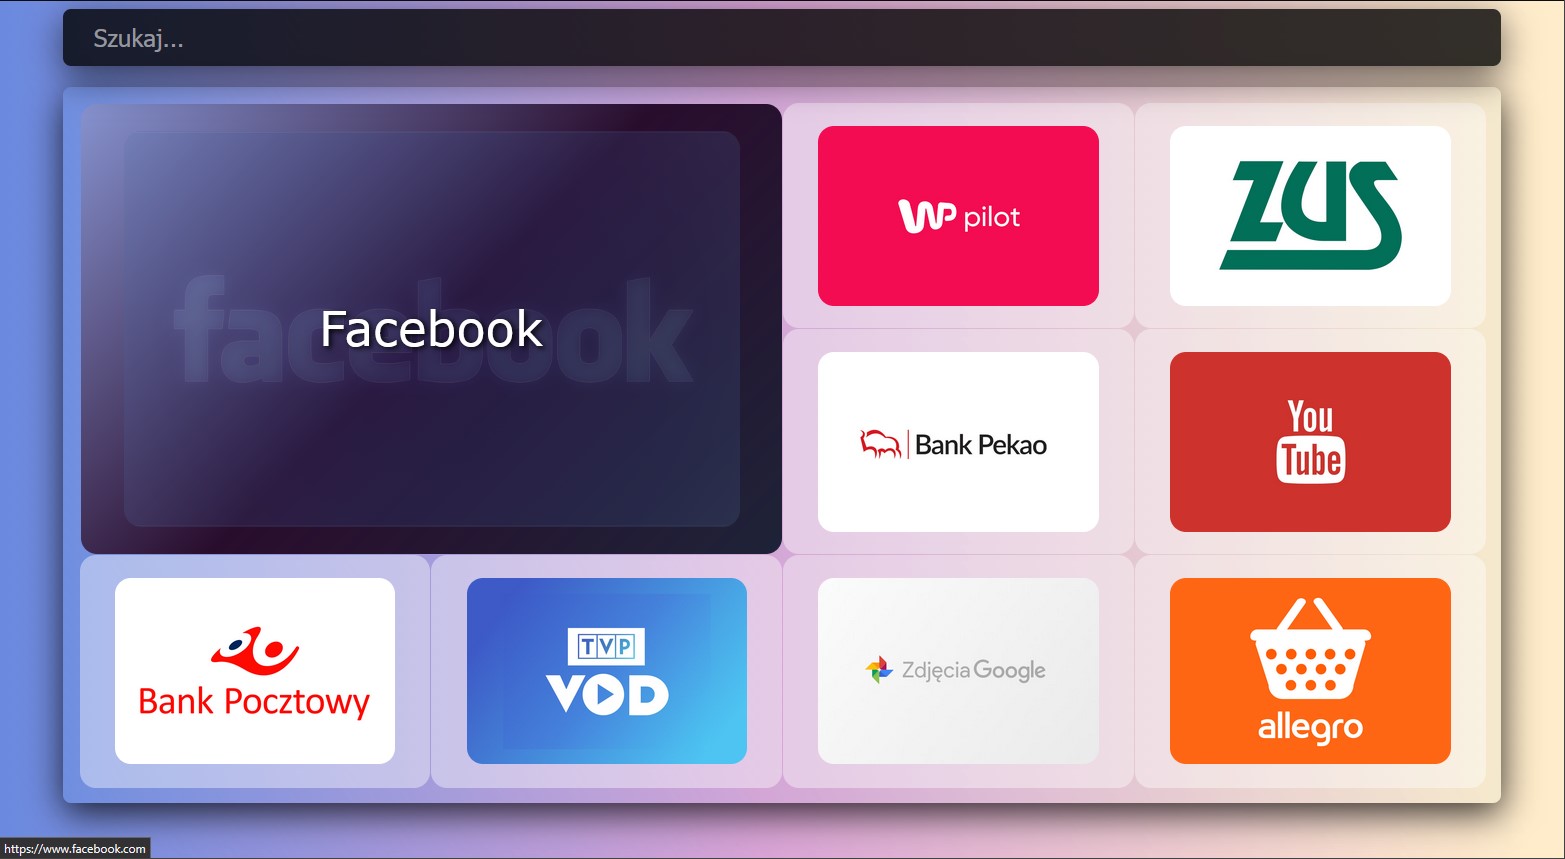 Szukaj...
facebook
Facebook
WP pilot
ZUS
Bank Pekao
You
Tube
Bank Pocztowy
TVP
VOD
Zdjęcia Google
allegro
https://www.facebook.com